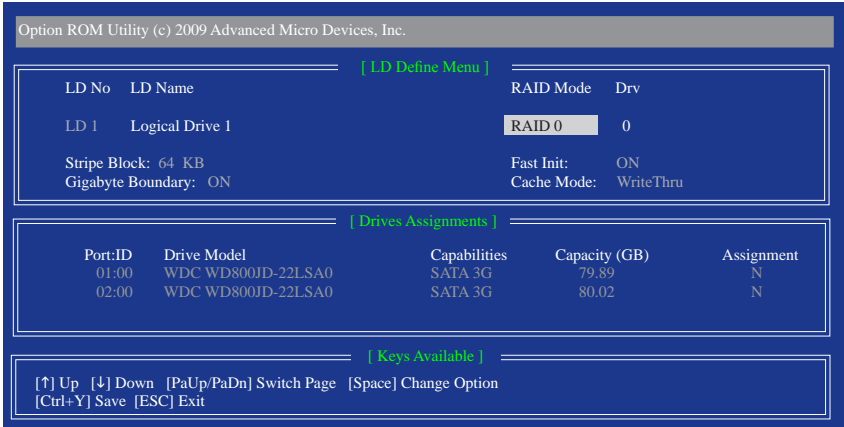 Option ROM Utility (c) 2009 Advanced Micro Devices, Inc.
[ LD Define Menu ]
LD No LD Name RAID Mode Drv
LD 1 Logical Drive 1 RAID 0 0
Stripe Block: 64 KB Fast Init: ON
Gigabyte Boundary: ON Cache Mode: WriteThru
[ Drives Assignments ]
Port:ID Drive Model Capabilities Capacity (GB) Assignment
01:00 WDC WD800JD-22LSA0 SATA 3G 79.89 N
02:00 WDC WD800JD-22LSA0 SATA 3G 80.02 N
[ Keys Available ]
[↑] Up [↓] Down [PaUp/PaDn] Switch Page [Space] Change Option
[Ctrl+Y] Save [ESC] Exit